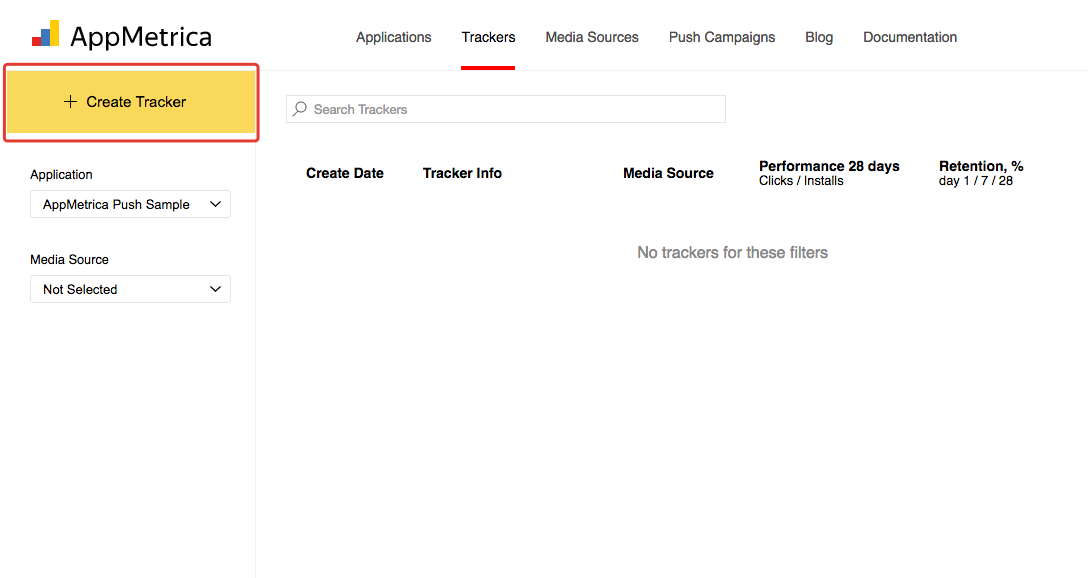 AppMetrica
Applications
Trackers
Media Sources
Push Campaigns
Blog
Documentation
+ Create Tracker
Application
AppMetrica Push Sample
Media Source
Not Selected
Search Trackers
Create Date
Tracker Info
Media Source
Performance 28 days
Clicks / Installs
Retention, %
day 1 / 7 / 28
No trackers for these filters